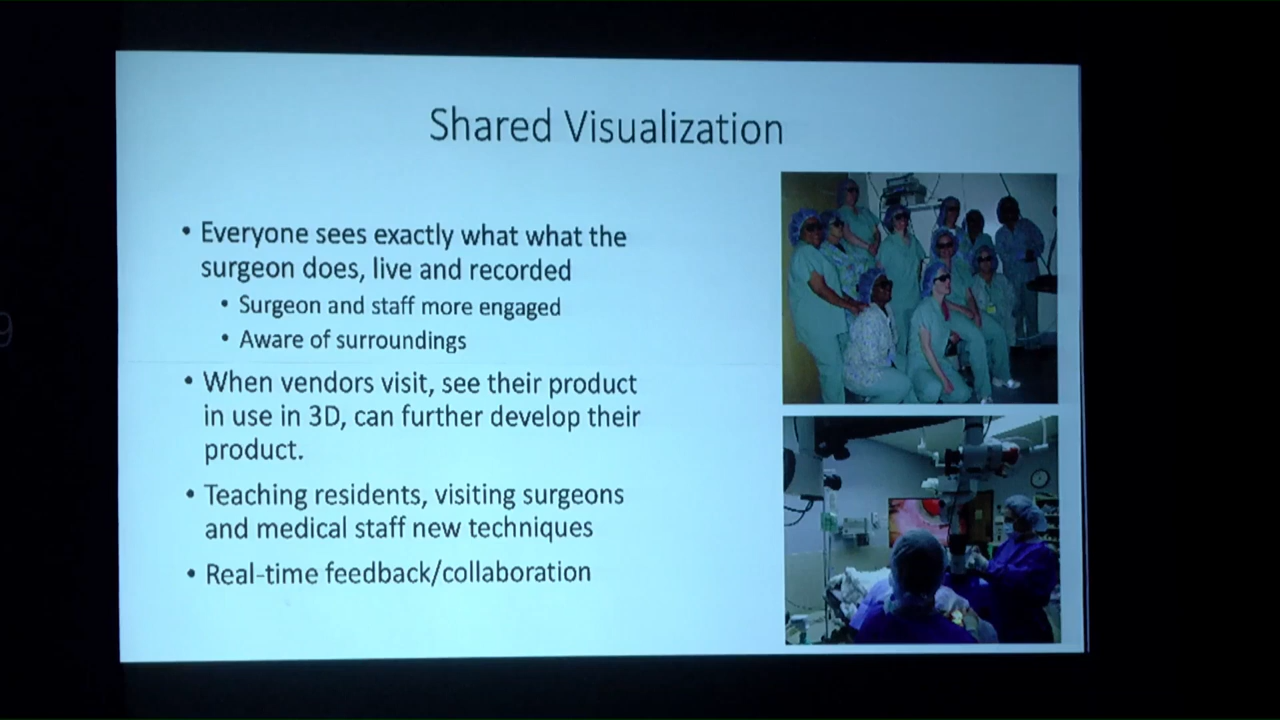 Shared Visualization
• Everyone sees exactly what what the
surgeon does, live and recorded
• Surgeon and staff more engaged
• Aware of surroundings
• When vendors visit, see their product
in use in 3D, can further develop their
product.
• Teaching residents, visiting surgeons
and medical staff new techniques
• Real-time feedback/collaboration
9